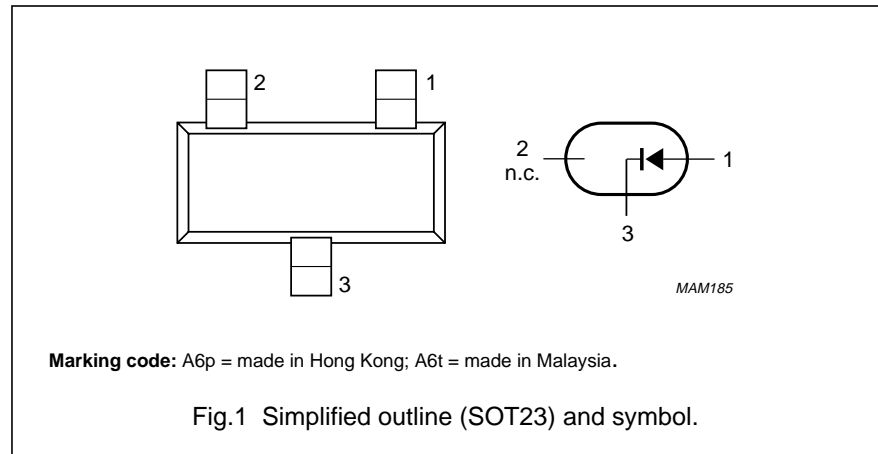 2
1
3
2
n.c.
1
3
MAM185
Marking code: A6p = made in Hong Kong; A6t = made in Malaysia.
Fig.1 Simplified outline (SOT23) and symbol.